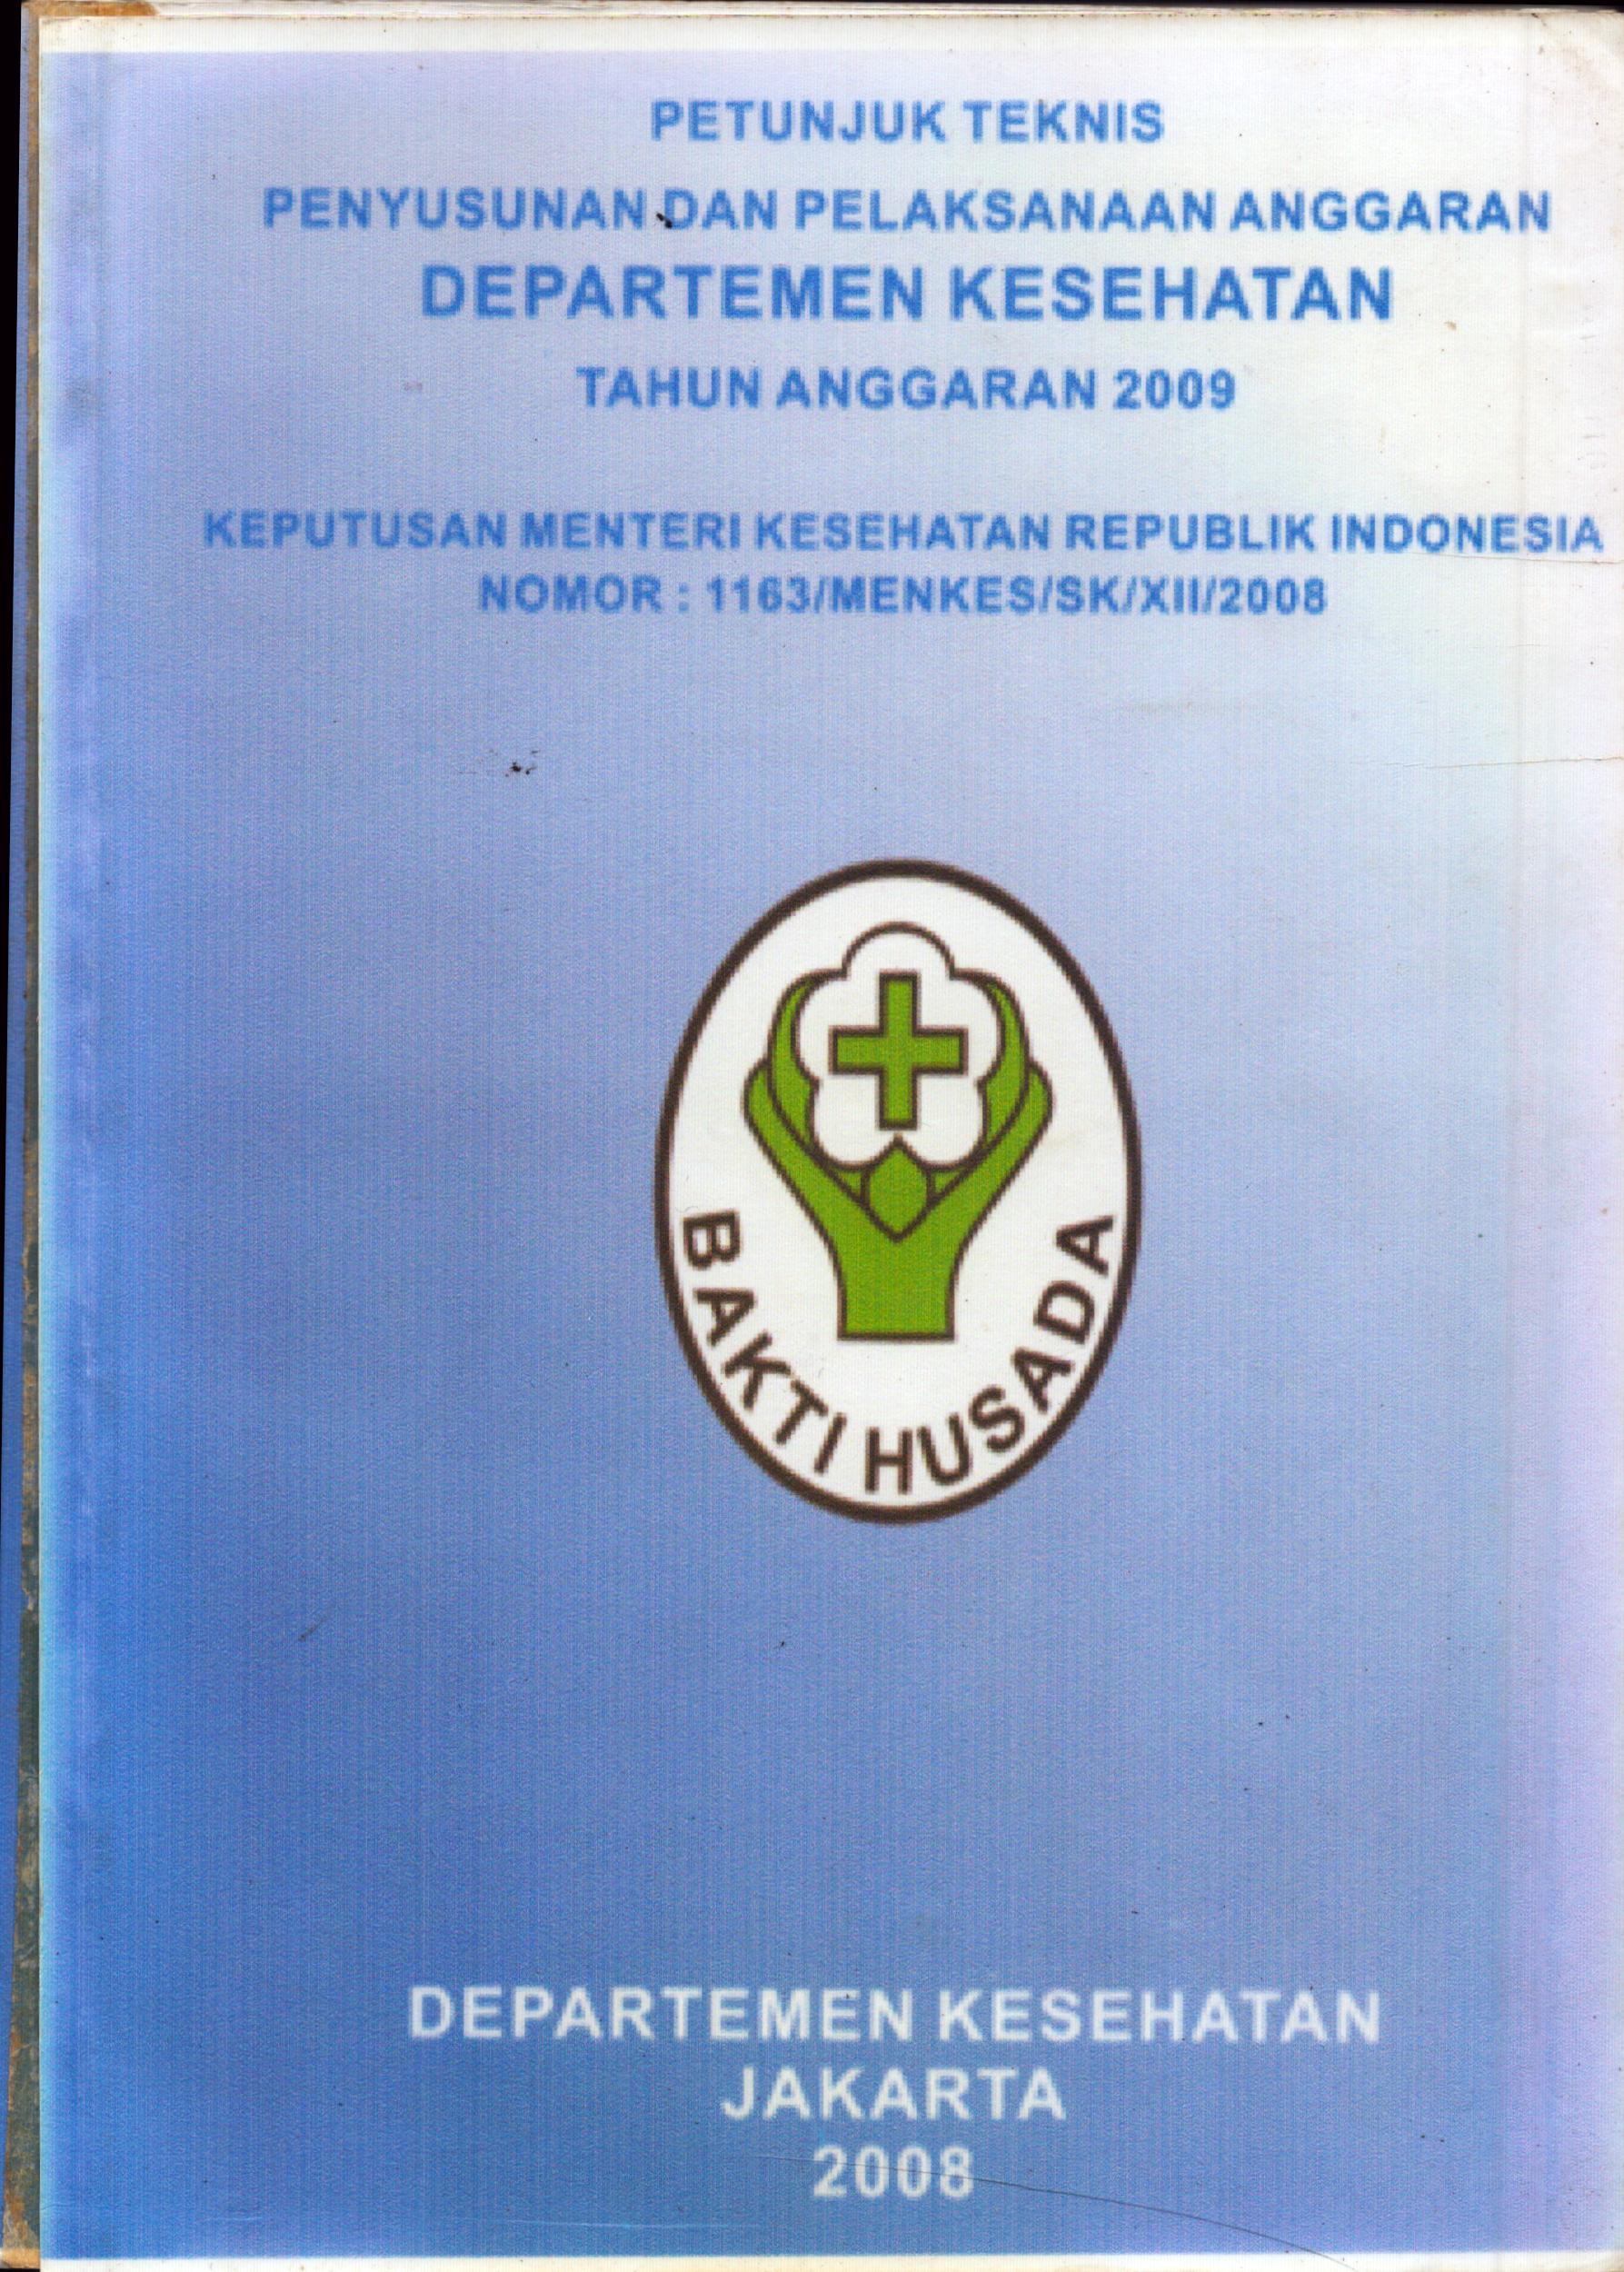 PETUNJUK TEKNIS
PENYUSUNAN DAN PELAKSANAAN ANGGARAN
DEPARTEMEN KESEHATAN
TAHUN ANGGARAN 2009
KEPUTUSAN MENTERI KESEHATAN REPUBLIK INDONESIA
NOMOR : 1163/MENKES/SK/XII/2008
BAKTI HUSADA
DEPARTEMEN KESEHATAN
JAKARTA
2008